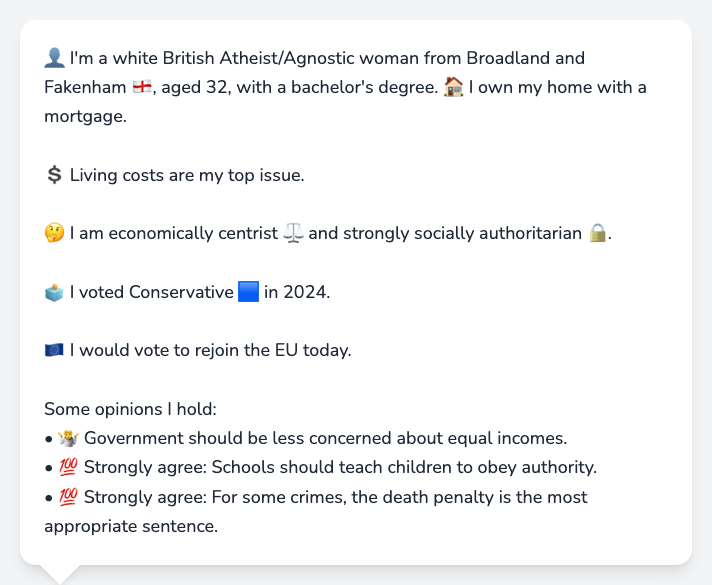 👤 I'm a white British Atheist/Agnostic woman from Broadland and
Fakenham 🏴󠁧󠁢󠁥󠁮󠁧󠁿, aged 32, with a bachelor's degree. 🏠 I own my home with a
mortgage.
💲 Living costs are my top issue.
🤔 I am economically centrist ⚖️ and strongly socially authoritarian 🔒.
🗳️ I voted Conservative 🟦 in 2024.
🇪🇺 I would vote to rejoin the EU today.
Some opinions I hold:
• 🤷 Government should be less concerned about equal incomes.
• 💯 Strongly agree: Schools should teach children to obey authority.
• 💯 Strongly agree: For some crimes, the death penalty is the most
appropriate sentence.